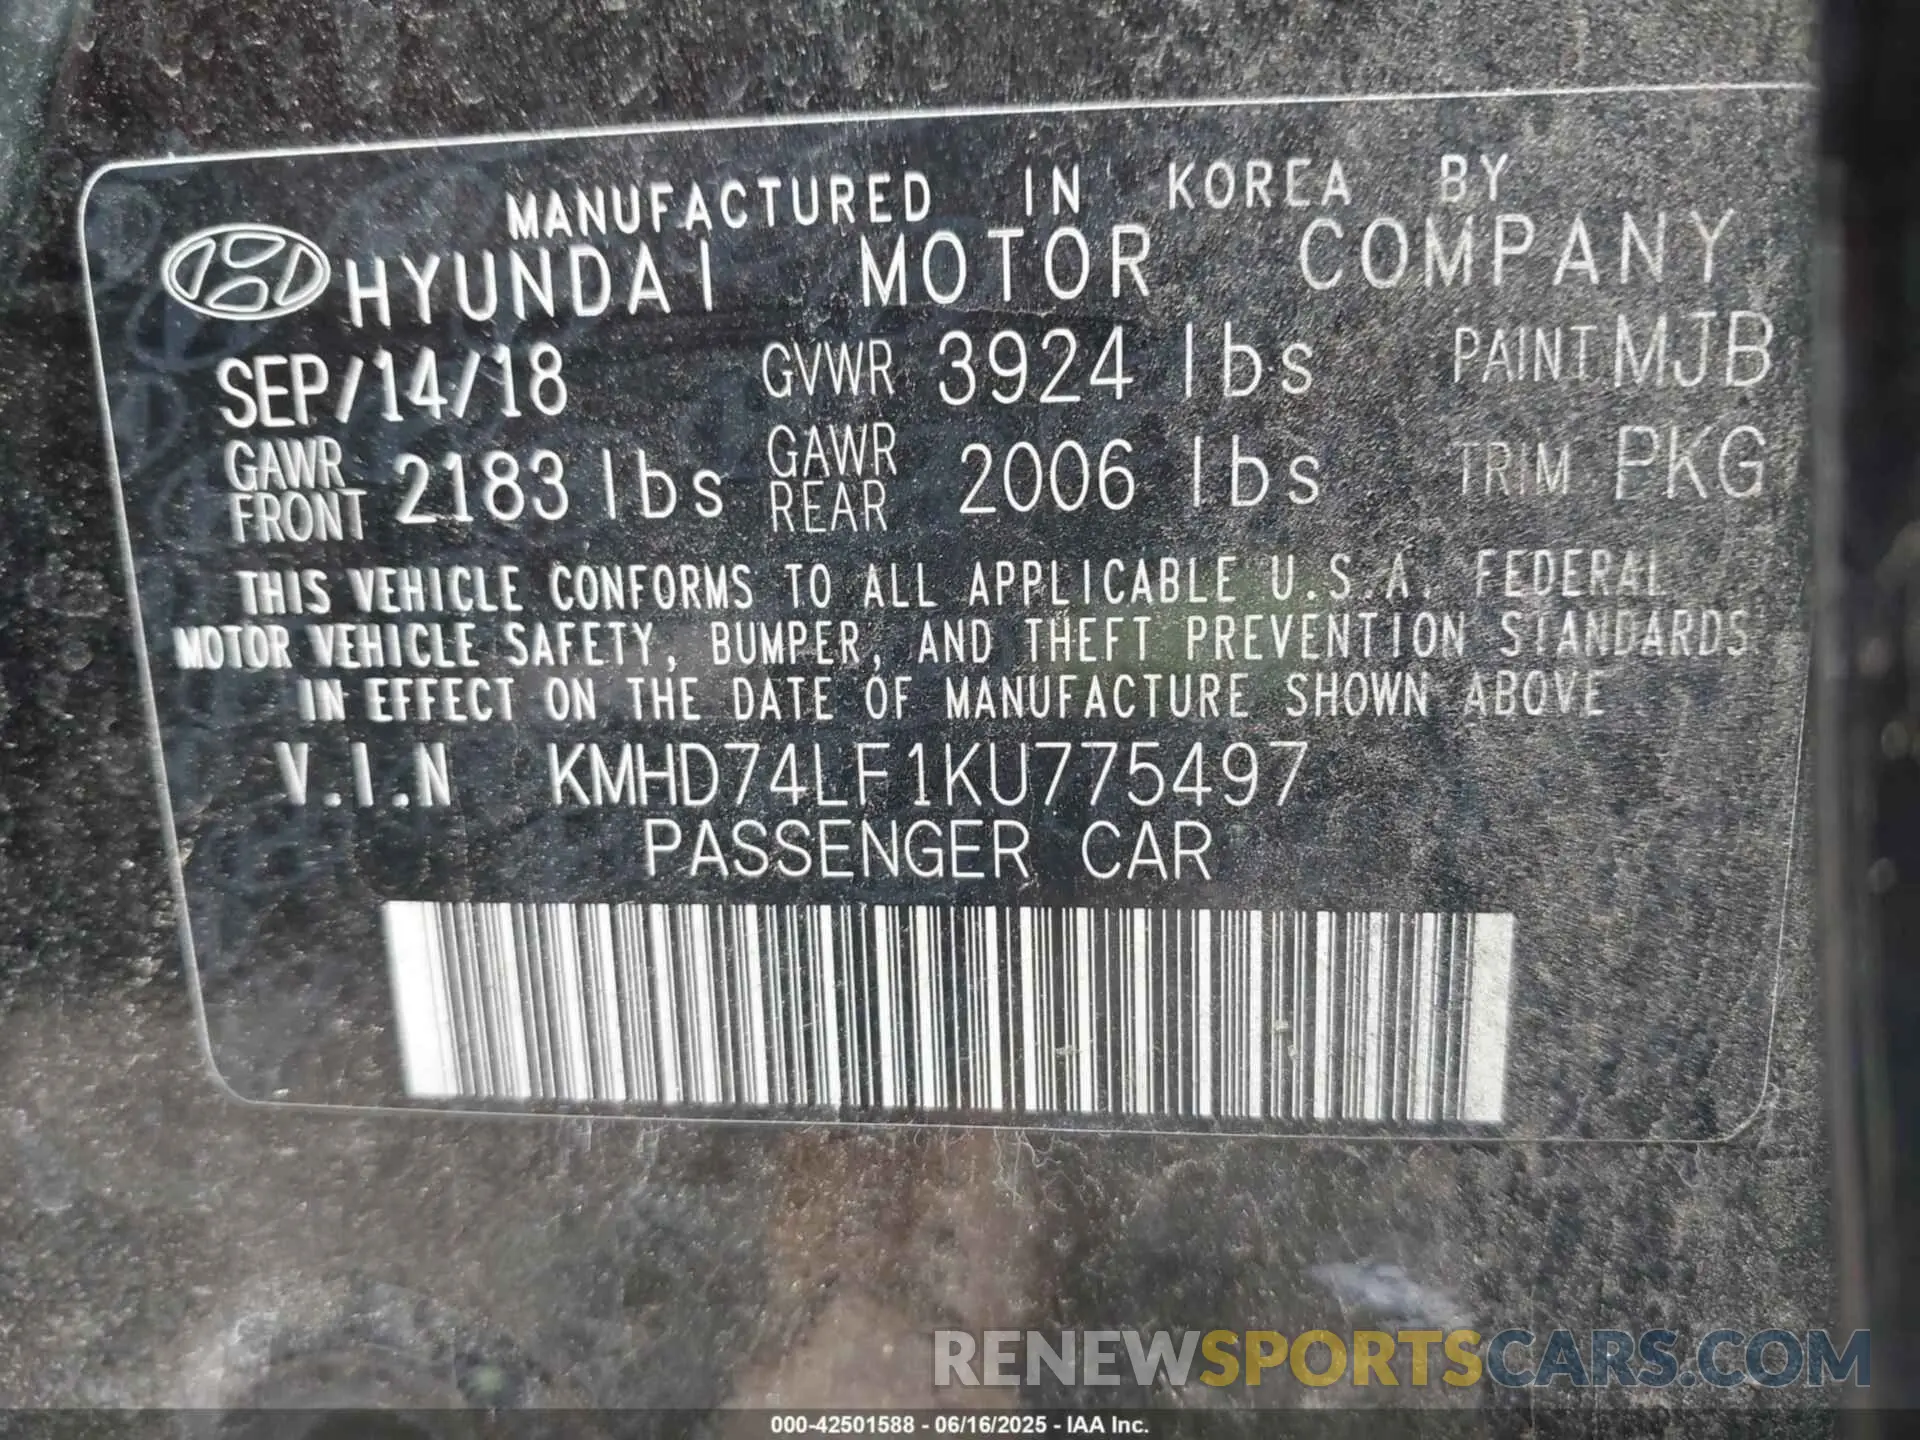 MANUFACTURED IN KOREA BY
HYUNDAI MOTOR COMPANY
SEP/14/18 GVWR 3924 lbs PAINT MJB
GAWR FRONT 2183 lbs GAWR REAR 2006 lbs TRIM PKG
THIS VEHICLE CONFORMS TO ALL APPLICABLE U.S.A. FEDERAL
MOTOR VEHICLE SAFETY, BUMPER, AND THEFT PREVENTION STANDARDS
IN EFFECT ON THE DATE OF MANUFACTURE SHOWN ABOVE
V.I.N KMHD74LF1KU775497
PASSENGER CAR
RENEWSPORTSCARS.COM
000-42501588 - 06/16/2025 - IAA Inc.